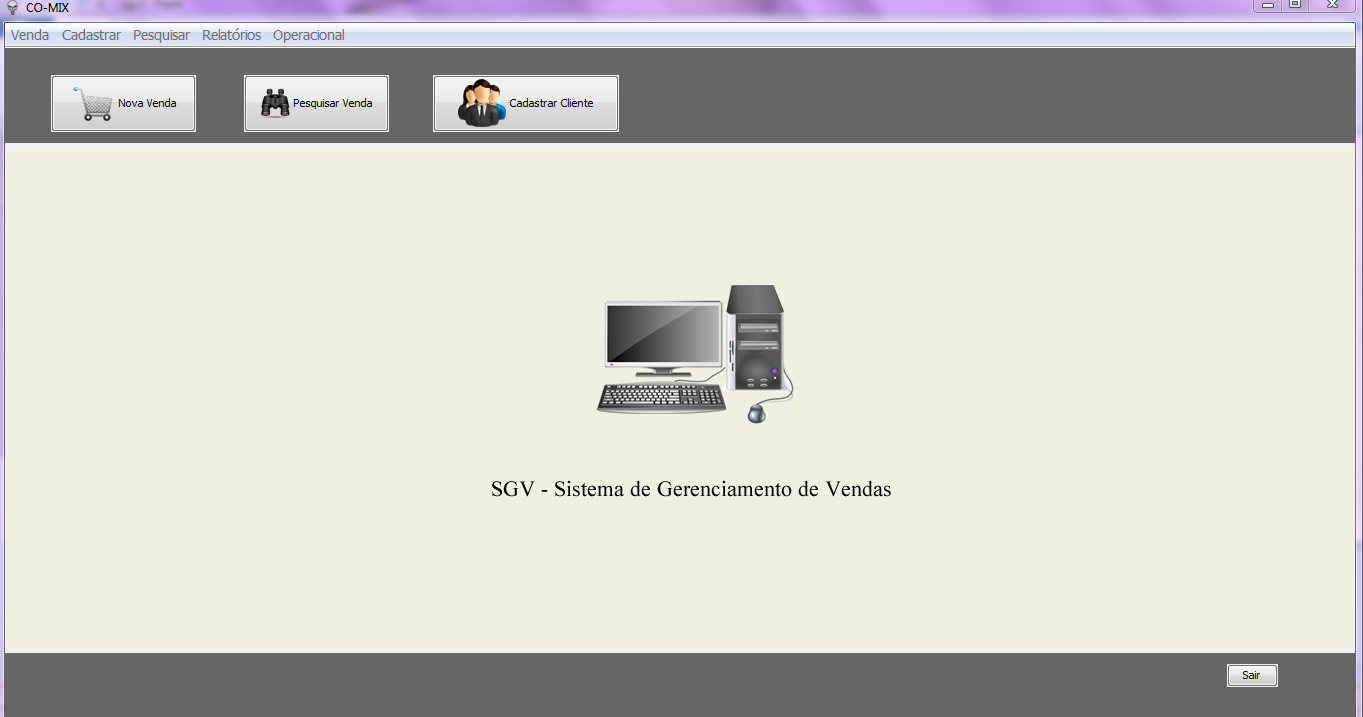 CO-MIX
Venda Cadastrar Pesquisar Relatórios Operacional
Nova Venda Pesquisar Venda Cadastrar Cliente
SGV - Sistema de Gerenciamento de Vendas
Sair